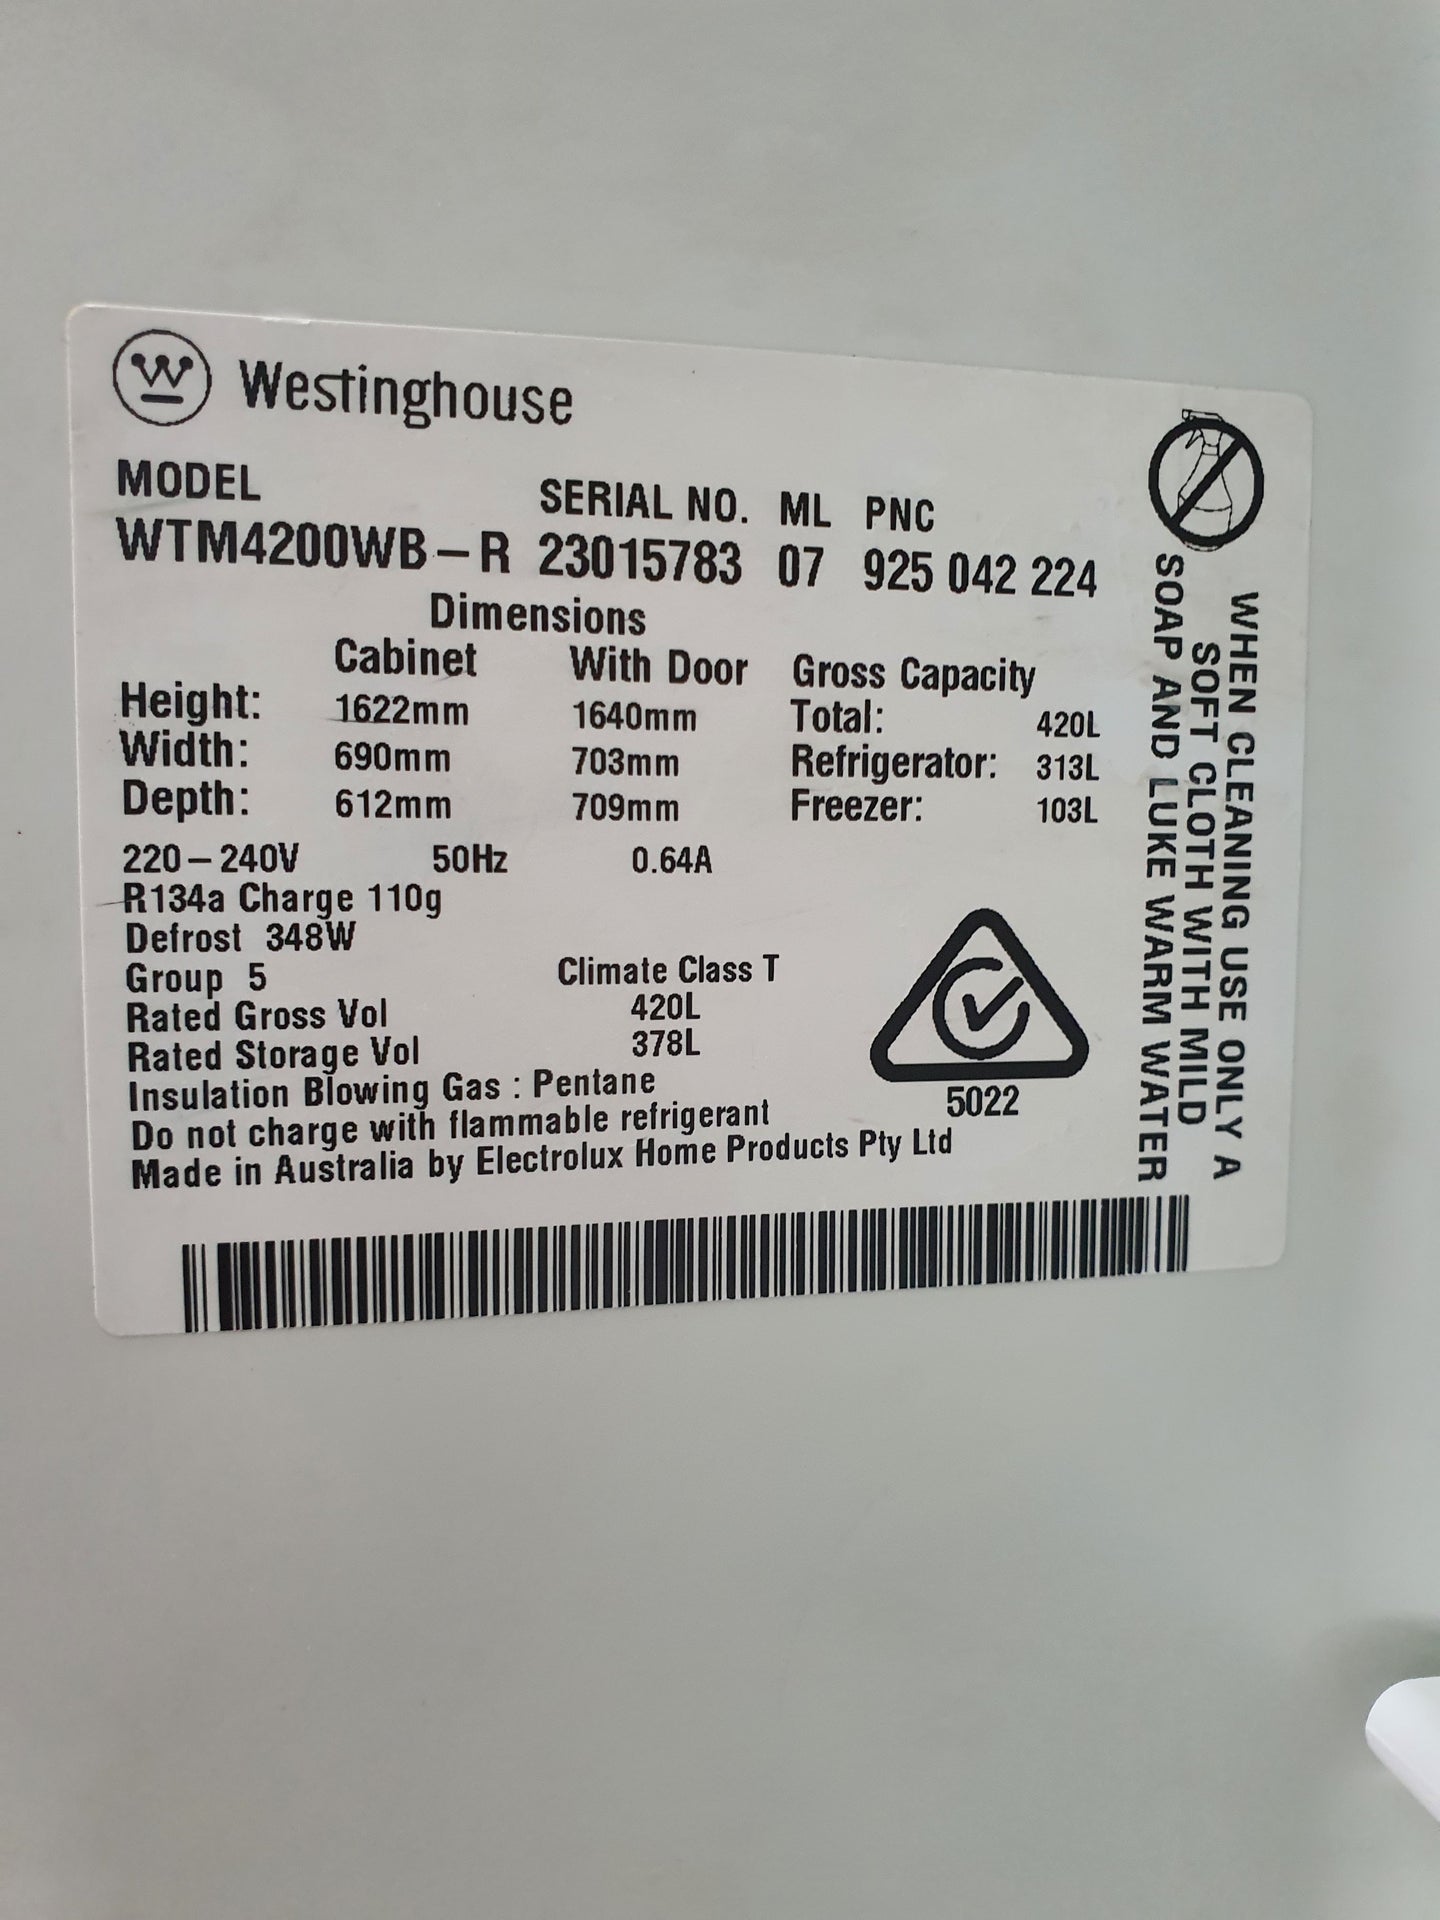 Westinghouse
MODEL SERIAL NO. ML PNC
WTM4200WB–R 23015783 07 925 042 224
Dimensions
Cabinet With Door Gross Capacity
Height: 1622mm 1640mm Total: 420L
Width: 690mm 703mm Refrigerator: 313L
Depth: 612mm 709mm Freezer: 103L
220–240V 50Hz 0.64A
R134a Charge 110g
Defrost 348W
Group 5 Climate Class T
Rated Gross Vol 420L
Rated Storage Vol 378L
Insulation Blowing Gas : Pentane
Do not charge with flammable refrigerant
Made in Australia by Electrolux Home Products Pty Ltd
5022
WHEN CLEANING USE ONLY A
SOFT CLOTH WITH MILD
SOAP AND LUKE WARM WATER